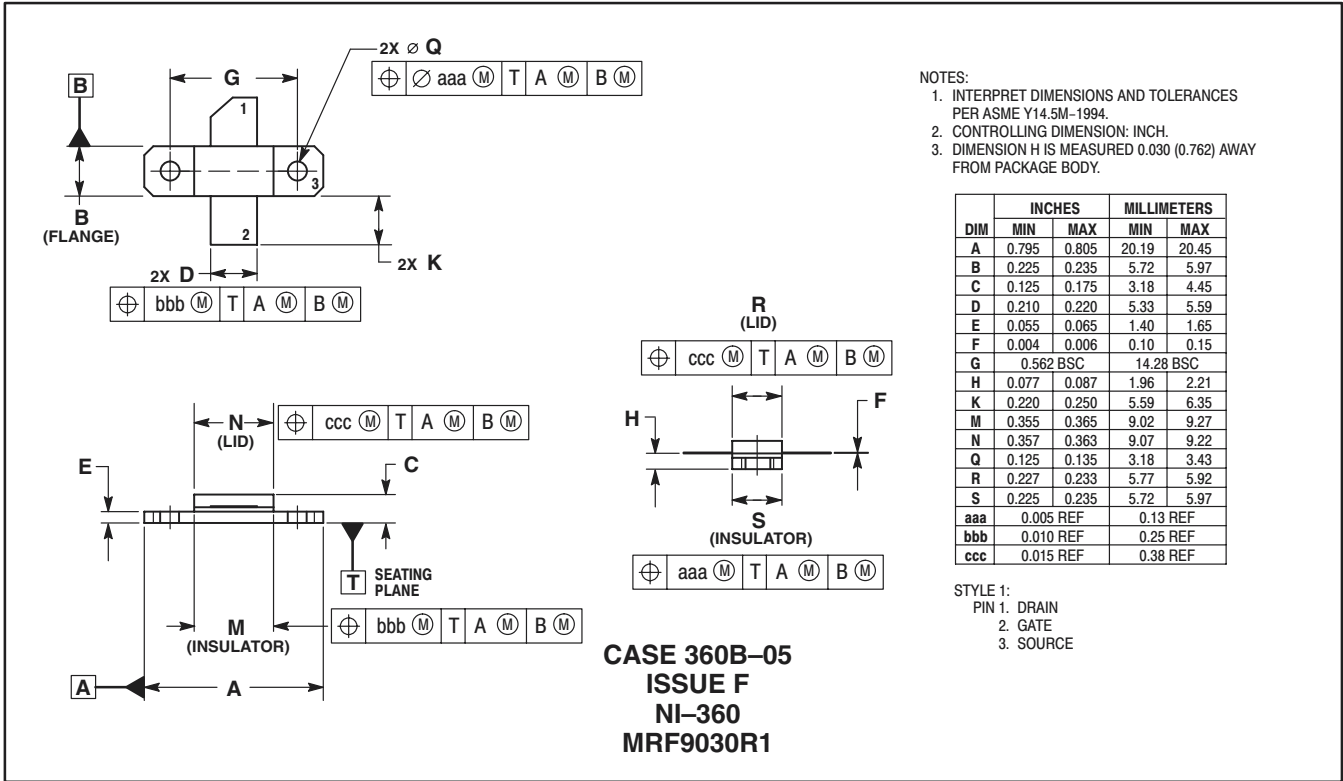 2X ⌀ Q
⌖ ⌀ aaa Ⓜ T A Ⓜ B Ⓜ
G
B
1
3
B
(FLANGE)
2
2X K
2X D
⌖ bbb Ⓜ T A Ⓜ B Ⓜ
N
(LID)
⌖ ccc Ⓜ T A Ⓜ B Ⓜ
E
C
T SEATING
PLANE
M
(INSULATOR)
⌖ bbb Ⓜ T A Ⓜ B Ⓜ
A
A
R
(LID)
⌖ ccc Ⓜ T A Ⓜ B Ⓜ
H
F
S
(INSULATOR)
⌖ aaa Ⓜ T A Ⓜ B Ⓜ
CASE 360B–05
ISSUE F
NI–360
MRF9030R1
NOTES:
1. INTERPRET DIMENSIONS AND TOLERANCES
PER ASME Y14.5M–1994.
2. CONTROLLING DIMENSION: INCH.
3. DIMENSION H IS MEASURED 0.030 (0.762) AWAY
FROM PACKAGE BODY.
INCHES MILLIMETERS
DIM MIN MAX MIN MAX
A 0.795 0.805 20.19 20.45
B 0.225 0.235 5.72 5.97
C 0.125 0.175 3.18 4.45
D 0.210 0.220 5.33 5.59
E 0.055 0.065 1.40 1.65
F 0.004 0.006 0.10 0.15
G 0.562 BSC 14.28 BSC
H 0.077 0.087 1.96 2.21
K 0.220 0.250 5.59 6.35
M 0.355 0.365 9.02 9.27
N 0.357 0.363 9.07 9.22
Q 0.125 0.135 3.18 3.43
R 0.227 0.233 5.77 5.92
S 0.225 0.235 5.72 5.97
aaa 0.005 REF 0.13 REF
bbb 0.010 REF 0.25 REF
ccc 0.015 REF 0.38 REF
STYLE 1:
PIN 1. DRAIN
2. GATE
3. SOURCE